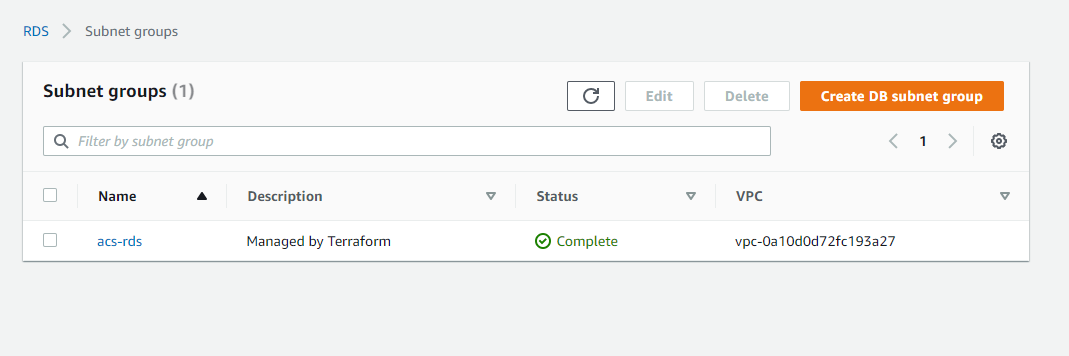 RDS Subnet groups
Subnet groups (1)
Edit Delete Create DB subnet group
Filter by subnet group
1
Name Description Status VPC
acs-rds Managed by Terraform Complete vpc-0a10d0d72fc193a27